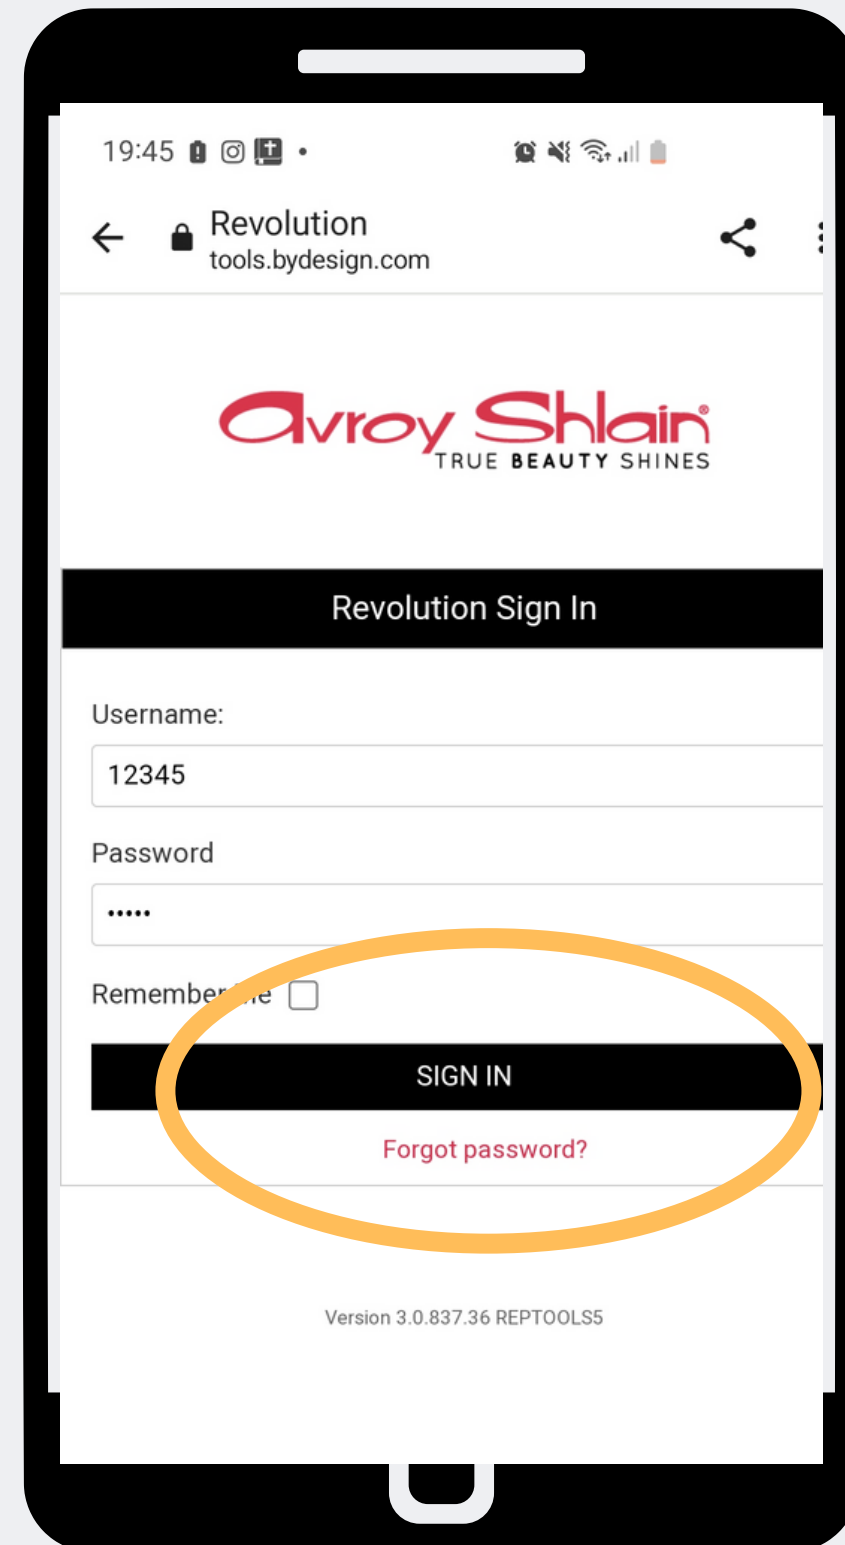 19:45
Revolution
tools.bydesign.com
avroy Shlain®
TRUE BEAUTY SHINES
Revolution Sign In
Username:
12345
Password
•••••
Remember me
SIGN IN
Forgot password?
Version 3.0.837.36 REPTOOLS5